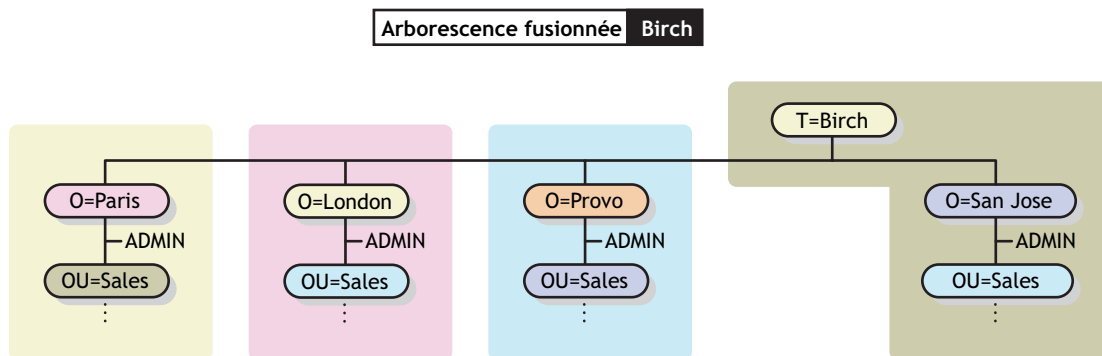 Arborescence fusionnée Birch
T=Birch
O=Paris O=London O=Provo O=San Jose
ADMIN ADMIN ADMIN ADMIN
OU=Sales OU=Sales OU=Sales OU=Sales